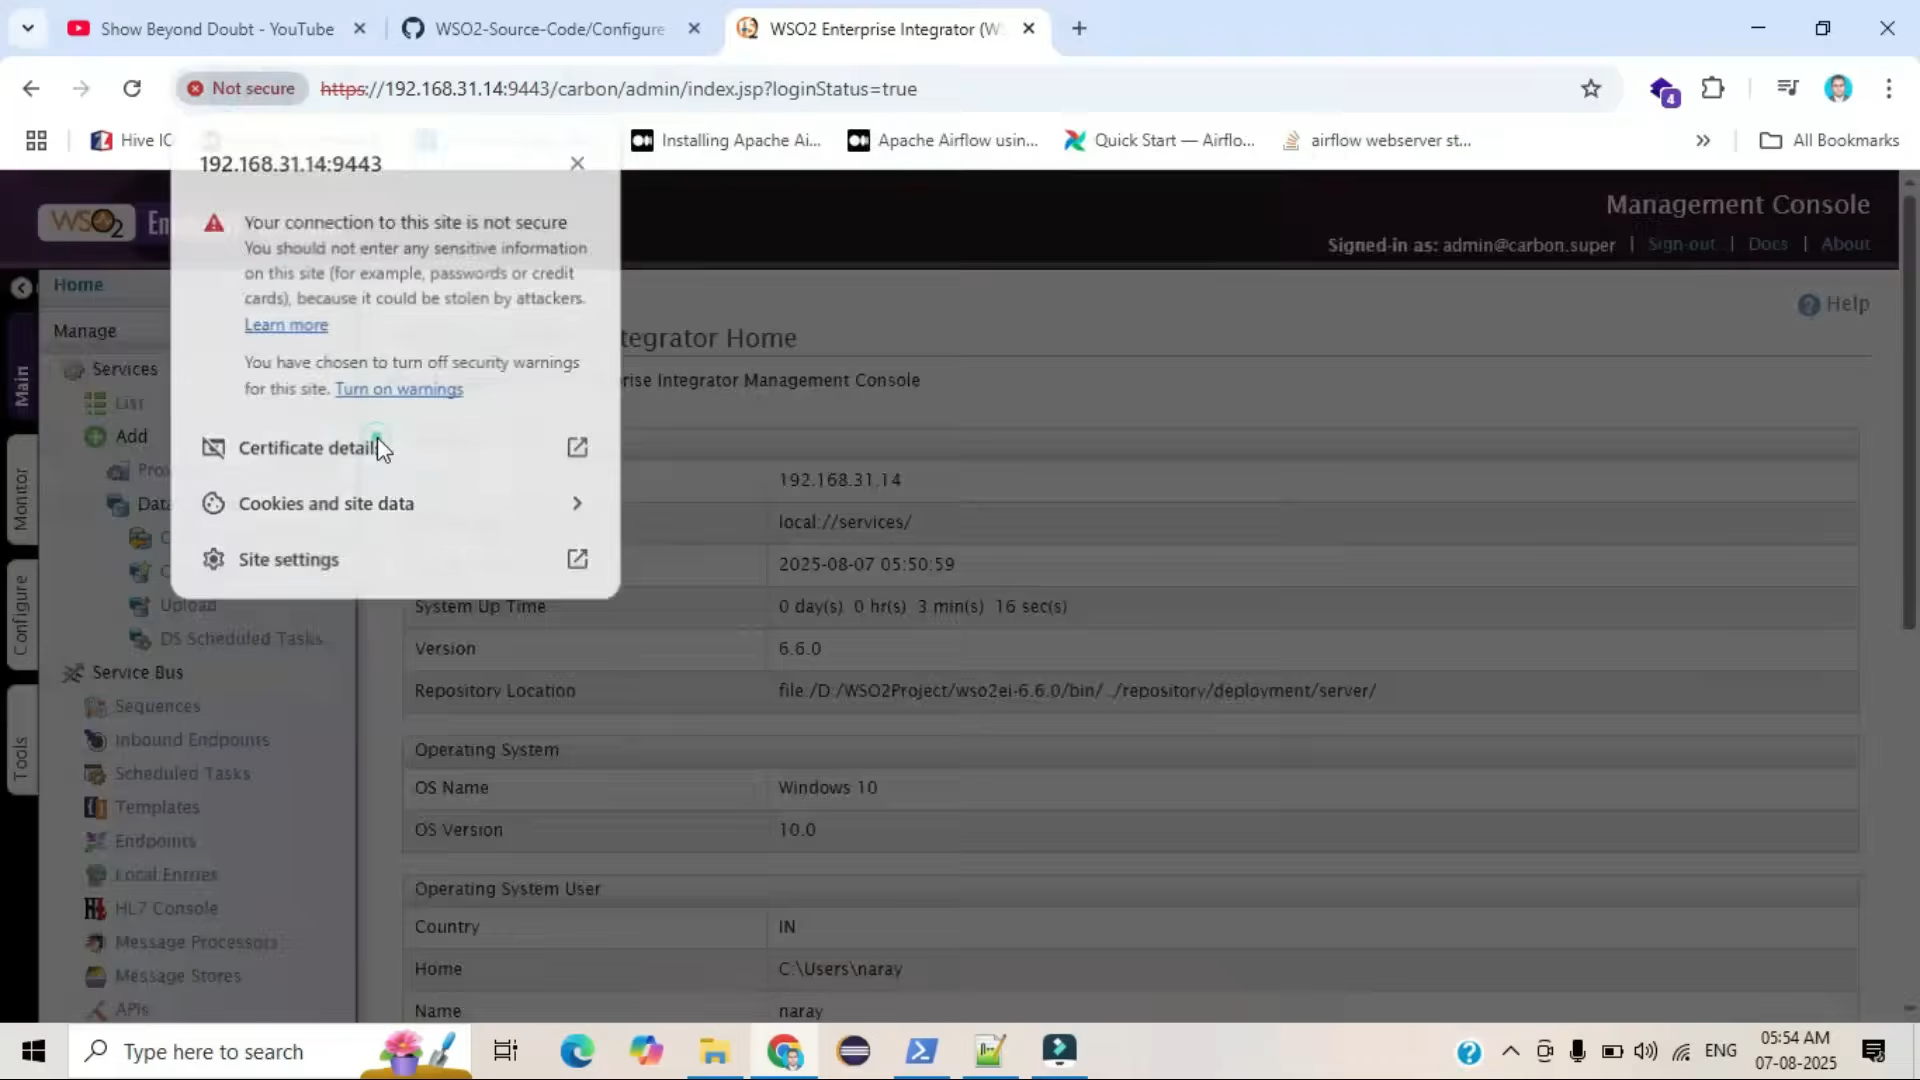 Show Beyond Doubt - YouTube
WSO2-Source-Code/Configure
WSO2 Enterprise Integrator (W
Not secure
https://192.168.31.14:9443/carbon/admin/index.jsp?loginStatus=true
4
Hive
Installing Apache Ai...
Apache Airflow usin...
Quick Start — Airflo...
airflow webserver st...
All Bookmarks
192.168.31.14:9443
Your connection to this site is not secure
You should not enter any sensitive information
on this site (for example, passwords or credit
cards), because it could be stolen by attackers.
Learn more
You have chosen to turn off security warnings
for this site. Turn on warnings
Certificate details
Cookies and site data
Site settings
WSO2
Management Console
Signed-in as: admin@carbon.super | Sign-out | Docs | About
Help
Main
Monitor
Configure
Tools
Home
Manage
Services
List
Add
Upload
DS Scheduled Tasks
Service Bus
Sequences
Inbound Endpoints
Scheduled Tasks
Templates
Endpoints
Local Entries
HL7 Console
Message Processors
Message Stores
APIs
tegrator Home
rise Integrator Management Console
192.168.31.14
local://services/
2025-08-07 05:50:59
System Up Time 0 day(s) 0 hr(s) 3 min(s) 16 sec(s)
Version 6.6.0
Repository Location file:/D:/WSO2Project/wso2ei-6.6.0/bin/../repository/deployment/server/
Operating System
OS Name Windows 10
OS Version 10.0
Operating System User
Country IN
Home C:\Users\naray
Name naray
Type here to search
ENG
05:54 AM
07-08-2025